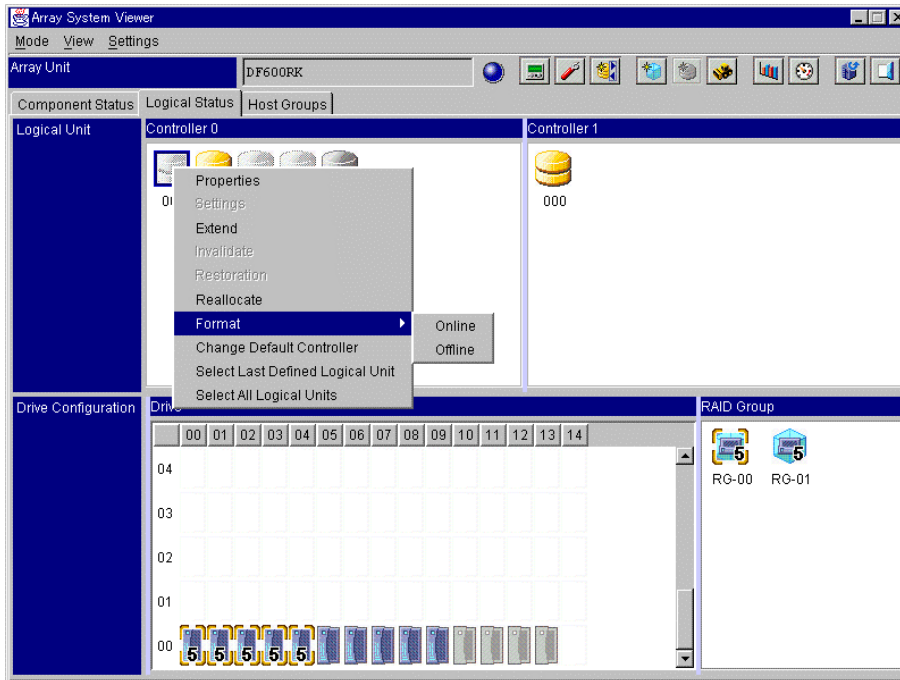 Array System Viewer
Mode View Settings
Array Unit DF600RK
Component Status Logical Status Host Groups
Logical Unit
Controller 0
Controller 1
000
Properties
Settings
Extend
Invalidate
Restoration
Reallocate
Format
Online
Offline
Change Default Controller
Select Last Defined Logical Unit
Select All Logical Units
Drive Configuration
RAID Group
00 01 02 03 04 05 06 07 08 09 10 11 12 13 14
04
03
02
01
00
5 5 5 5 5
5 5
RG-00 RG-01